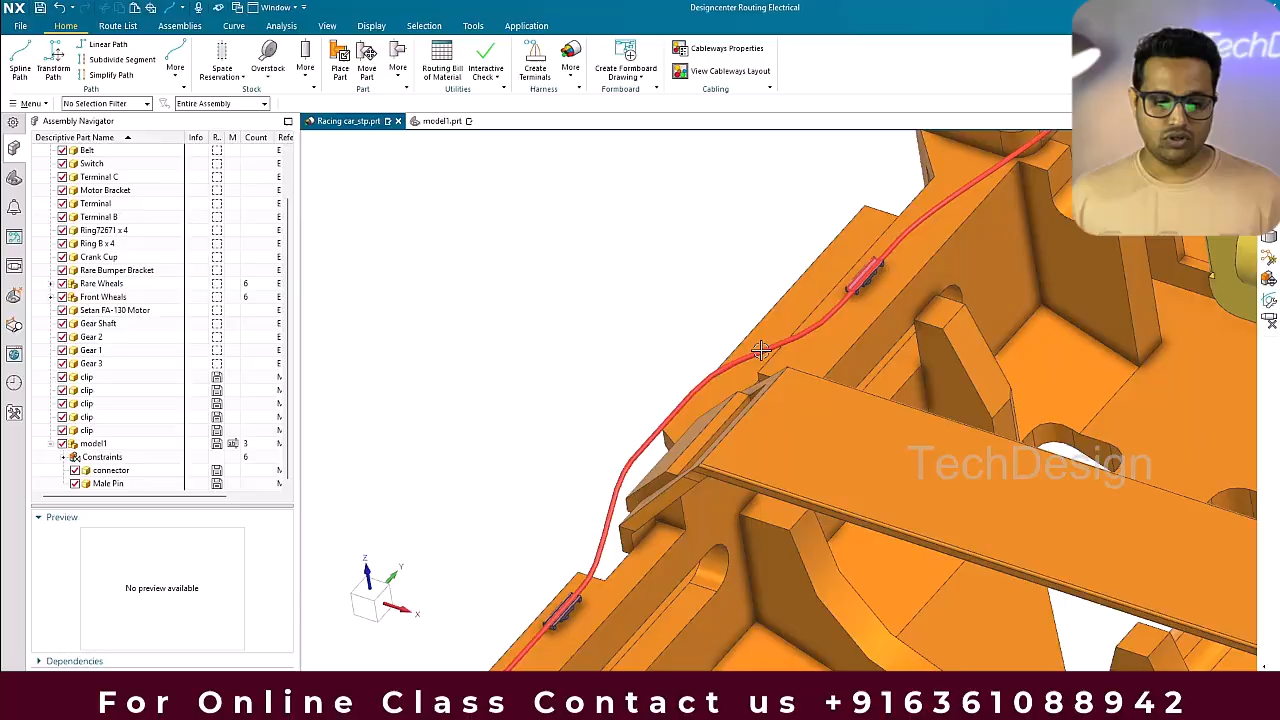 NX
Window
Designcenter Routing Electrical
File Home Route List Assemblies Curve Analysis View Display Selection Tools Application
Spline Path
Transform Path
Linear Path
Subdivide Segment
Simplify Path
More
Path
Space Reservation
Overstock
More
Stock
Place Part
Move Part
More
Part
Routing Bill of Material
Interactive Check
Utilities
Create Terminals
More
Harness
Create Formboard Drawing
Formboard
Cableways Properties
View Cableways Layout
Cabling
Menu No Selection Filter Entire Assembly
Assembly Navigator
Racing car_stp.prt model1.prt
Descriptive Part Name Info R.. M Count Refe
Belt E
Switch E
Terminal C E
Motor Bracket E
Terminal E
Terminal B E
Ring72671 x 4 E
Ring B x 4 E
Crank Cup E
Rare Bumper Bracket E
Rare Wheels 6 E
Front Wheels 6 E
Setan FA-130 Motor E
Gear Shaft E
Gear 2 E
Gear 1 E
Gear 3 E
clip
clip
clip
clip
clip
model1 3
Constraints 6
connector
Male Pin
Preview
No preview available
Dependencies
Z
Y
X
TechDesign
For Online Class Contact us +916361088942